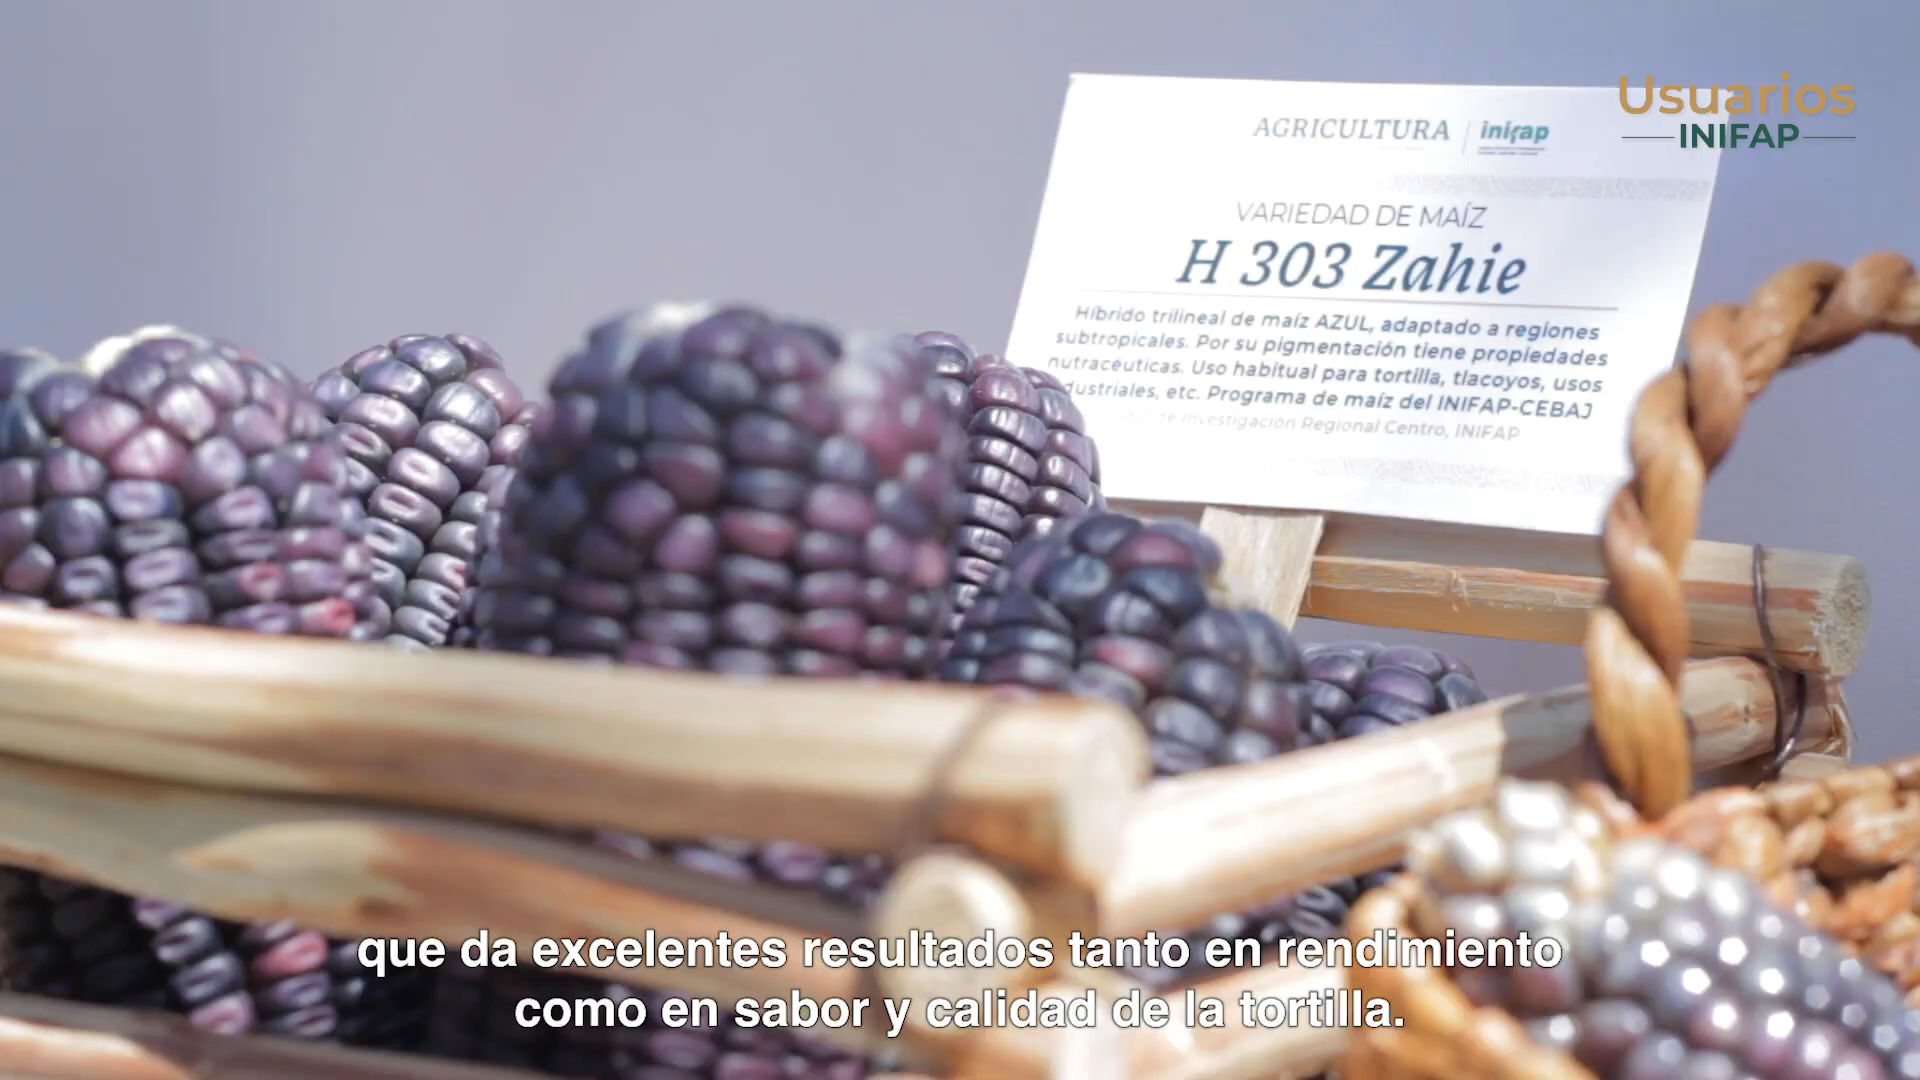 Usuarios
INIFAP
AGRICULTURA inifap
VARIEDAD DE MAÍZ
H 303 Zahie
Híbrido trilineal de maíz AZUL, adaptado a regiones
subtropicales. Por su pigmentación tiene propiedades
nutracéuticas. Uso habitual para tortilla, tlacoyos, usos
dustriales, etc. Programa de maíz del INIFAP-CEBAJ
de Investigación Regional Centro, INIFAP
que da excelentes resultados tanto en rendimiento
como en sabor y calidad de la tortilla.